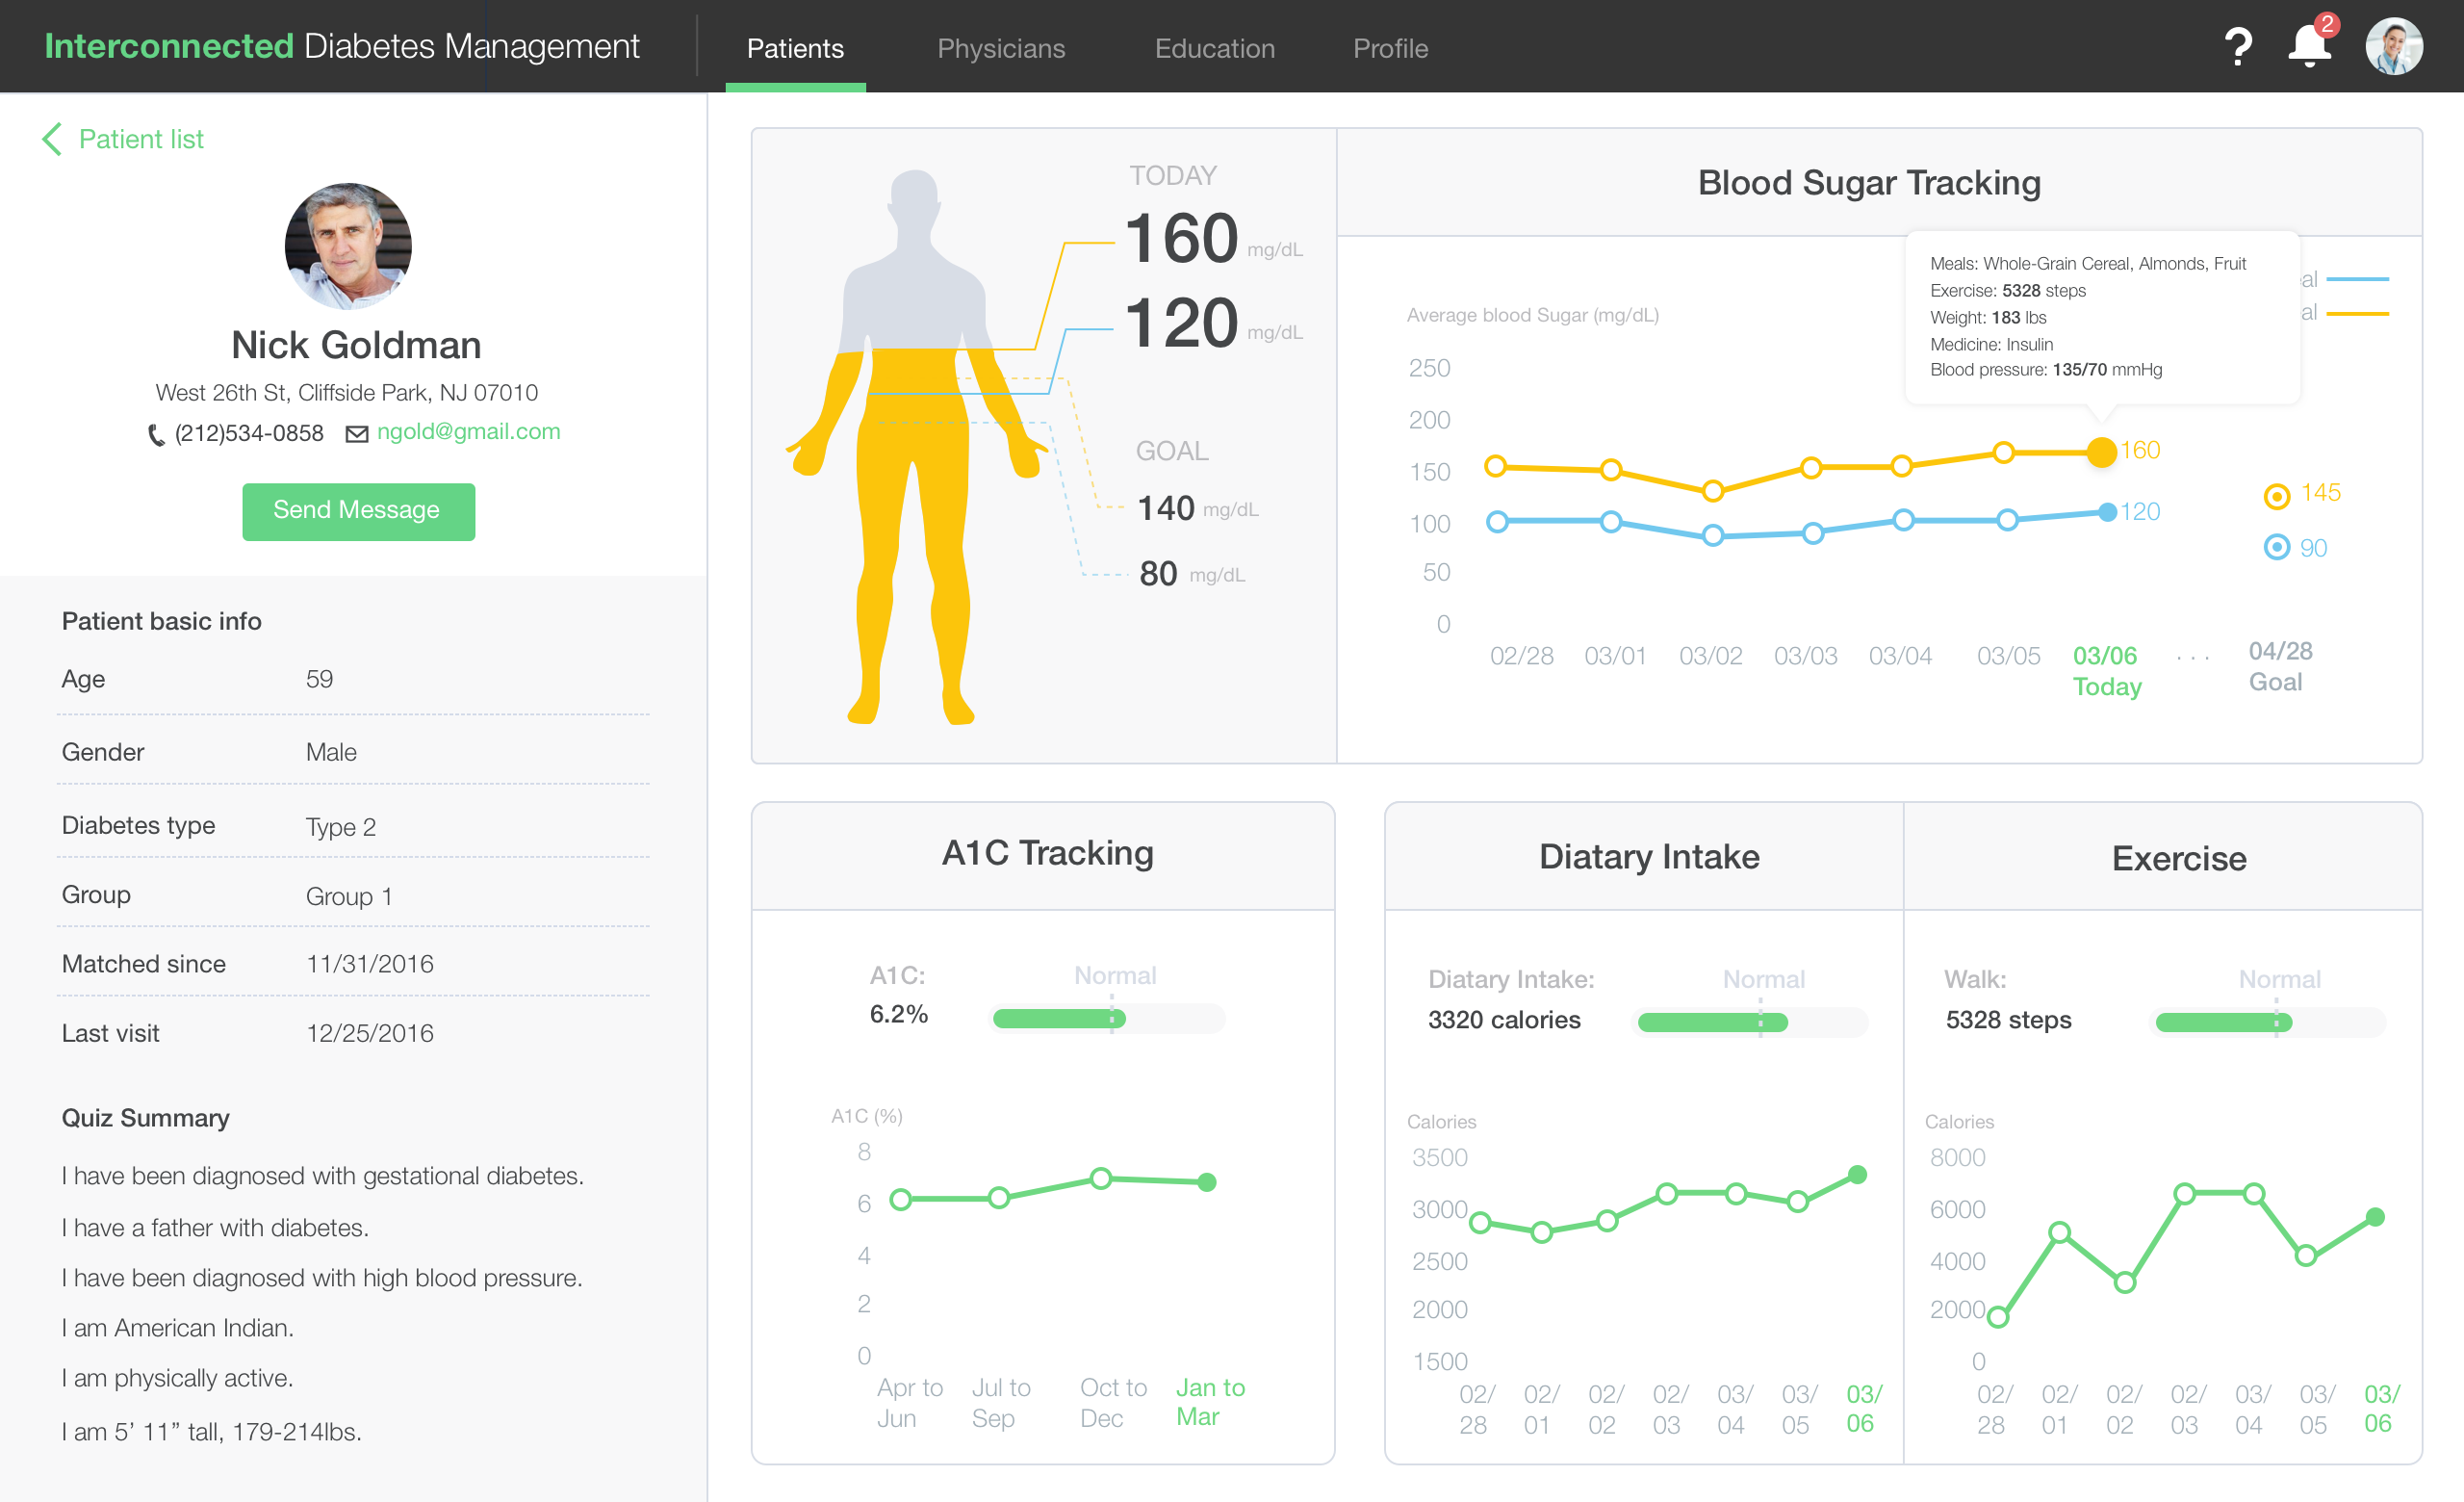 Interconnected Diabetes Management
Patients
Physicians
Education
Profile
?
2
Patient list
Nick Goldman
West 26th St, Cliffside Park, NJ 07010
(212)534-0858
ngold@gmail.com
Send Message
Patient basic info
Age 59
Gender Male
Diabetes type Type 2
Group Group 1
Matched since 11/31/2016
Last visit 12/25/2016
Quiz Summary
I have been diagnosed with gestational diabetes.
I have a father with diabetes.
I have been diagnosed with high blood pressure.
I am American Indian.
I am physically active.
I am 5’ 11” tall, 179-214lbs.
TODAY
160 mg/dL
120 mg/dL
GOAL
140 mg/dL
80 mg/dL
Blood Sugar Tracking
Meals: Whole-Grain Cereal, Almonds, Fruit
Exercise: 5328 steps
Weight: 183 lbs
Medicine: Insulin
Blood pressure: 135/70 mmHg
al
al
Average blood Sugar (mg/dL)
250
200
150
100
50
0
160
120
145
90
02/28 03/01 03/02 03/03 03/04 03/05 03/06 . . . 04/28
Today Goal
A1C Tracking
A1C: Normal
6.2%
A1C (%)
8
6
4
2
0
Apr to Jul to Oct to Jan to
Jun Sep Dec Mar
Diatary Intake
Diatary Intake: Normal
3320 calories
Calories
3500
3000
2500
2000
1500
02/ 02/ 02/ 02/ 03/ 03/ 03/
28 01 02 03 04 05 06
Exercise
Walk: Normal
5328 steps
Calories
8000
6000
4000
2000
0
02/ 02/ 02/ 02/ 03/ 03/ 03/
28 01 02 03 04 05 06